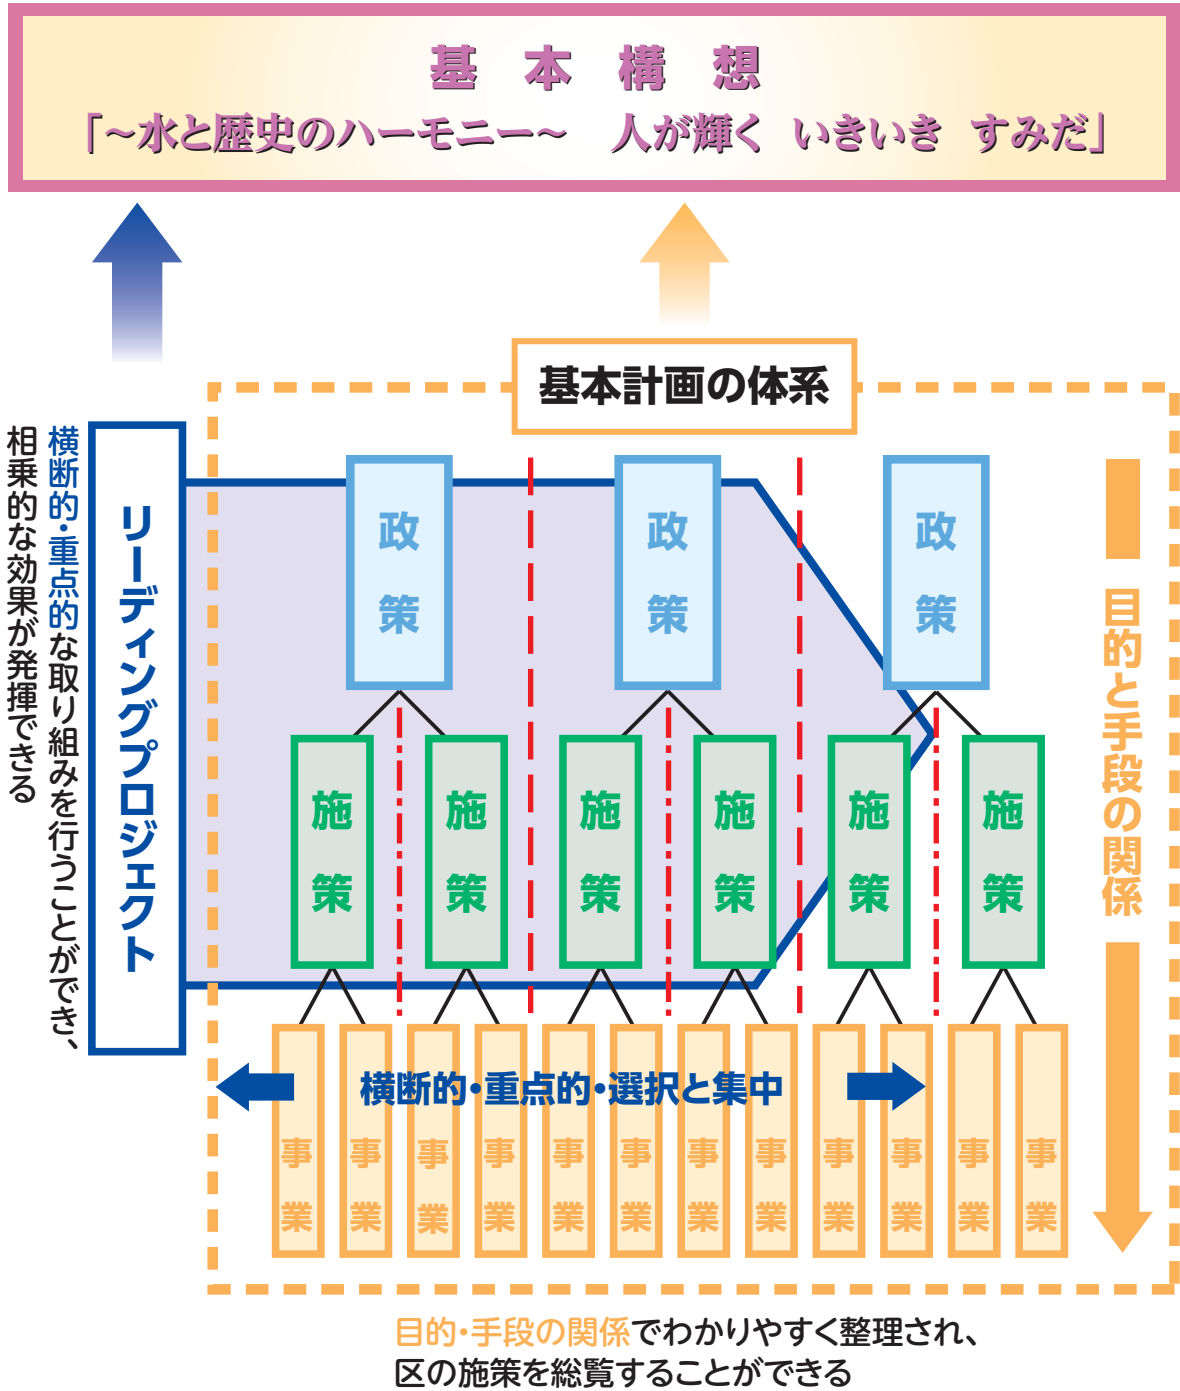 基本構想
「～水と歴史のハーモニー～　人が輝く いきいき すみだ」
基本計画の体系
横断的・重点的な取り組みを行うことができ、
相乗的な効果が発揮できる
リーディングプロジェクト
政策
政策
政策
施策
施策
施策
施策
施策
施策
目的と手段の関係
横断的・重点的・選択と集中
事業
事業
事業
事業
事業
事業
事業
事業
事業
事業
事業
事業
目的・手段の関係でわかりやすく整理され、
区の施策を総覧することができる